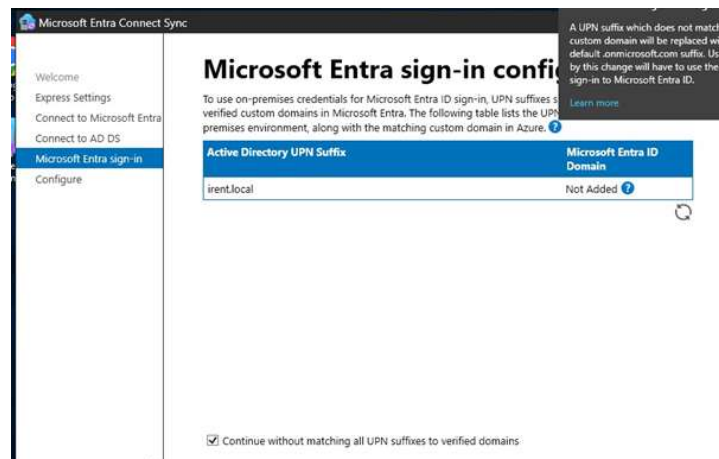 Microsoft Entra Connect Sync
A UPN suffix which does not match
custom domain will be replaced wi
default .onmicrosoft.com suffix. Us
by this change will have to use the
sign-in to Microsoft Entra ID.
Learn more
Welcome
Express Settings
Connect to Microsoft Entra
Connect to AD DS
Microsoft Entra sign-in
Configure
Microsoft Entra sign-in confi
To use on-premises credentials for Microsoft Entra ID sign-in, UPN suffixes s
verified custom domains in Microsoft Entra. The following table lists the UPN
premises environment, along with the matching custom domain in Azure.
Active Directory UPN Suffix
Microsoft Entra ID
Domain
irent.local
Not Added
Continue without matching all UPN suffixes to verified domains